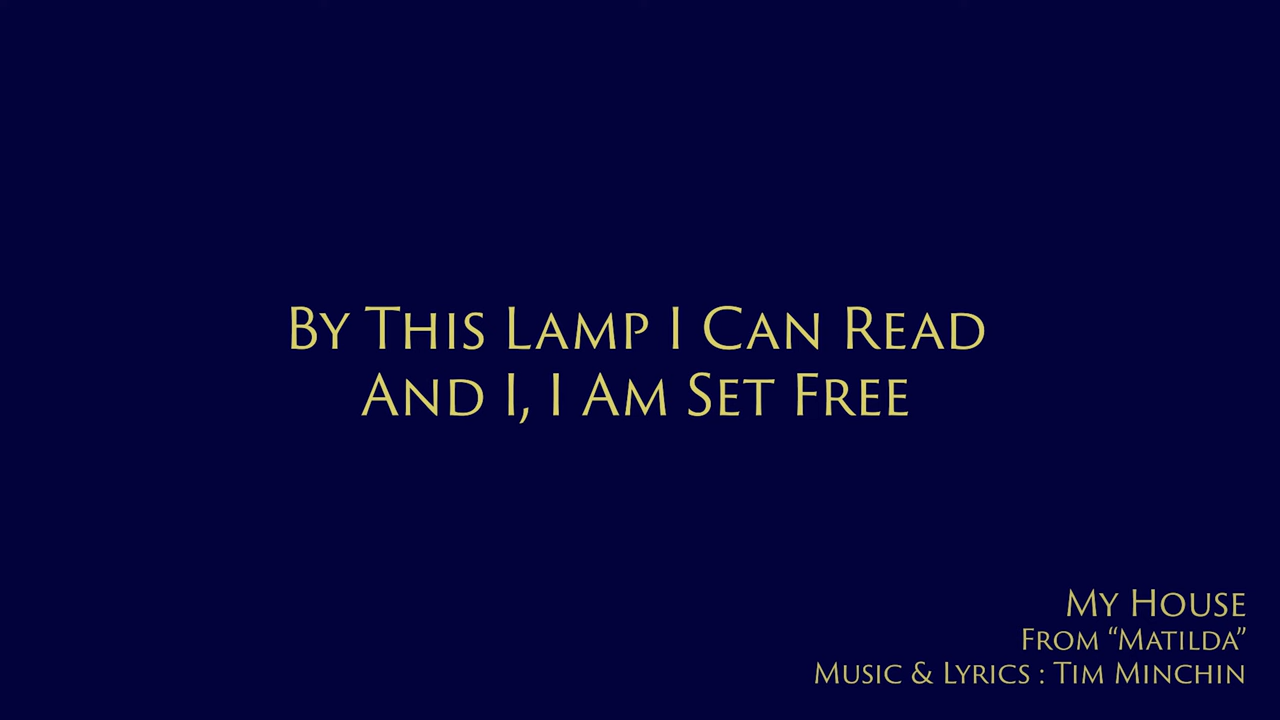 By This Lamp I Can Read
And I, I Am Set Free
My House
From “Matilda”
Music & Lyrics : Tim Minchin